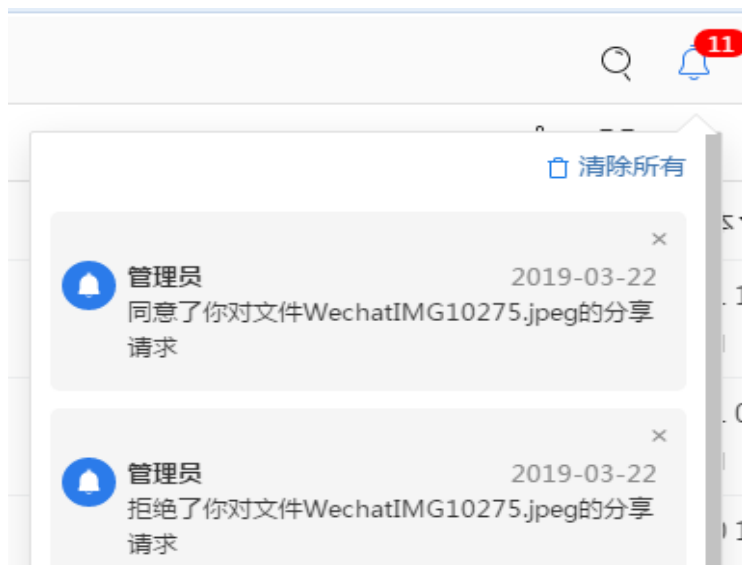 11
清除所有
管理员 2019-03-22
同意了你对文件WechatIMG10275.jpeg的分享
请求
管理员 2019-03-22
拒绝了你对文件WechatIMG10275.jpeg的分享
请求